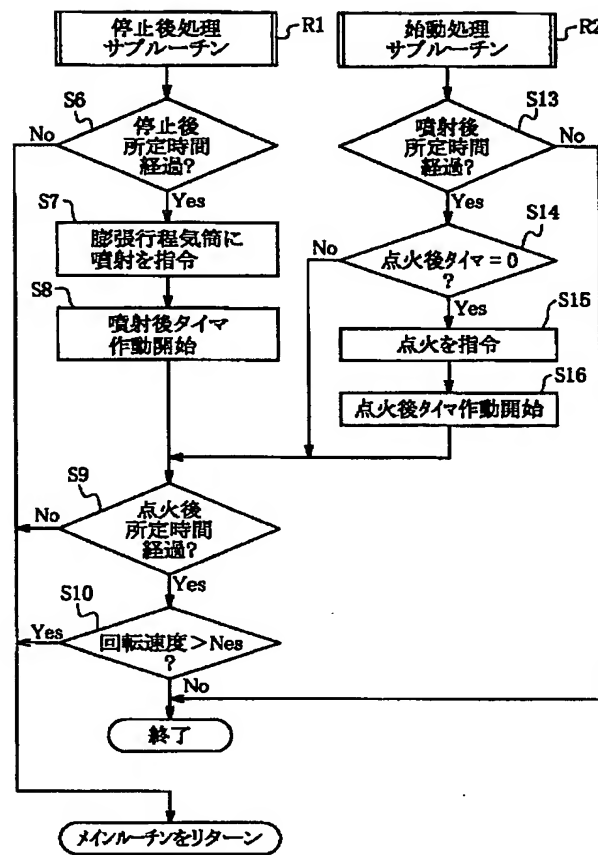 停止後処理
サブルーチン
R1
S6
停止後
所定時間
経過?
No
Yes
S7
膨張行程気筒に
噴射を指令
S8
噴射後タイマ
作動開始
始動処理
サブルーチン
R2
S13
噴射後
所定時間
経過?
No
Yes
S14
点火後タイマ=0
?
No
Yes
S15
点火を指令
S16
点火後タイマ作動開始
S9
点火後
所定時間
経過?
No
Yes
S10
回転速度>Nes
?
Yes
No
終了
メインルーチンをリターン